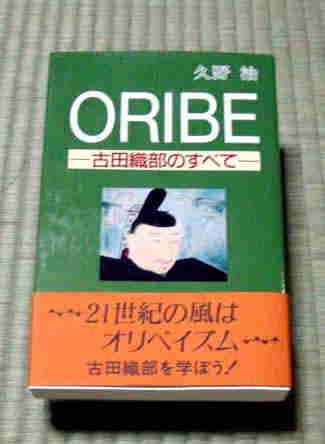 久野 治
ORIBE
―古田織部のすべて―
21世紀の風は
オリベイズム
古田織部を学ぼう!